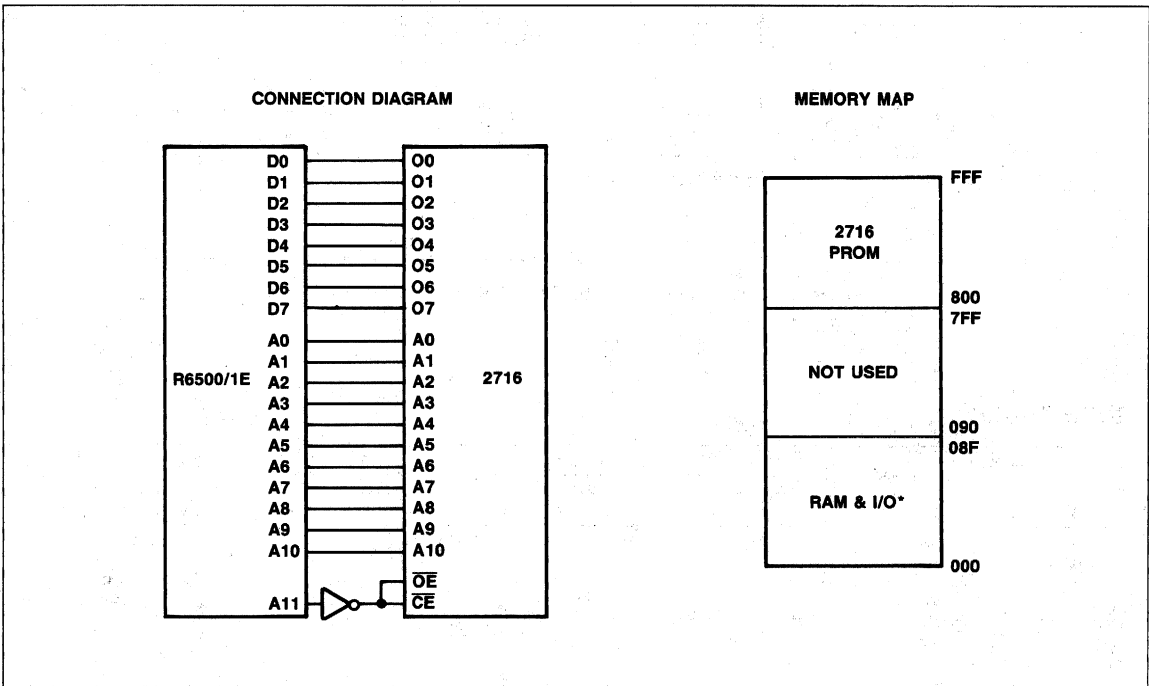 CONNECTION DIAGRAM
D0
D1
D2
D3
D4
D5
D6
D7
A0
A1
A2
A3
A4
A5
A6
A7
A8
A9
A10
A11
R6500/1E
O0
O1
O2
O3
O4
O5
O6
O7
A0
A1
A2
A3
A4
A5
A6
A7
A8
A9
A10
OE
CE
2716
MEMORY MAP
FFF
2716
PROM
800
7FF
NOT USED
090
08F
RAM & I/O*
000